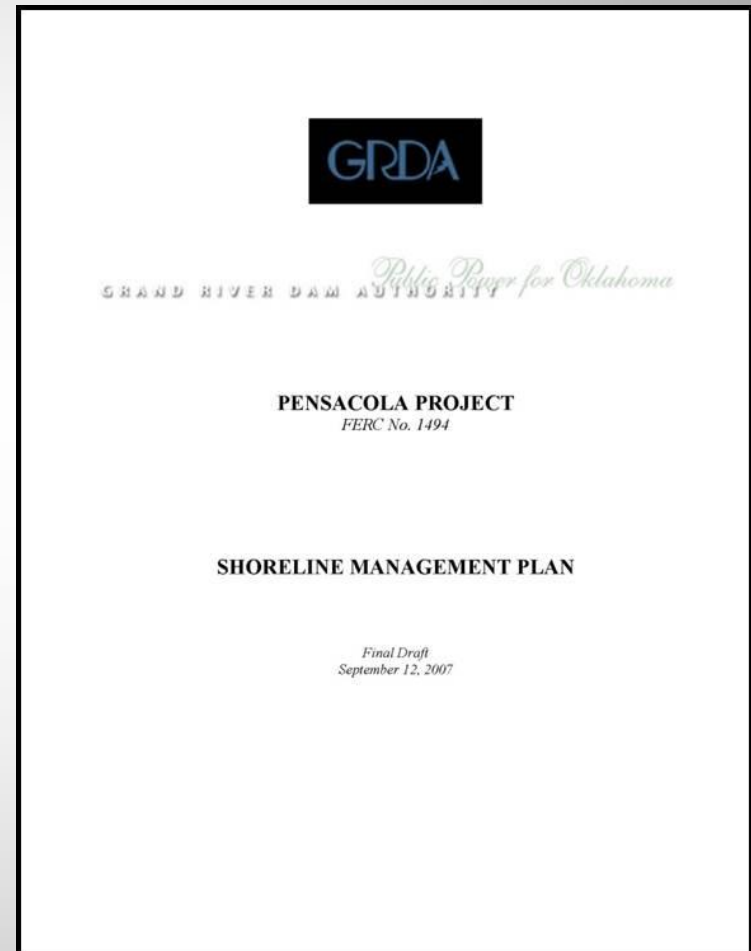 GRDA
Public Power for Oklahoma
GRAND RIVER DAM AUTHORITY
PENSACOLA PROJECT
FERC No. 1494
SHORELINE MANAGEMENT PLAN
Final Draft
September 12, 2007